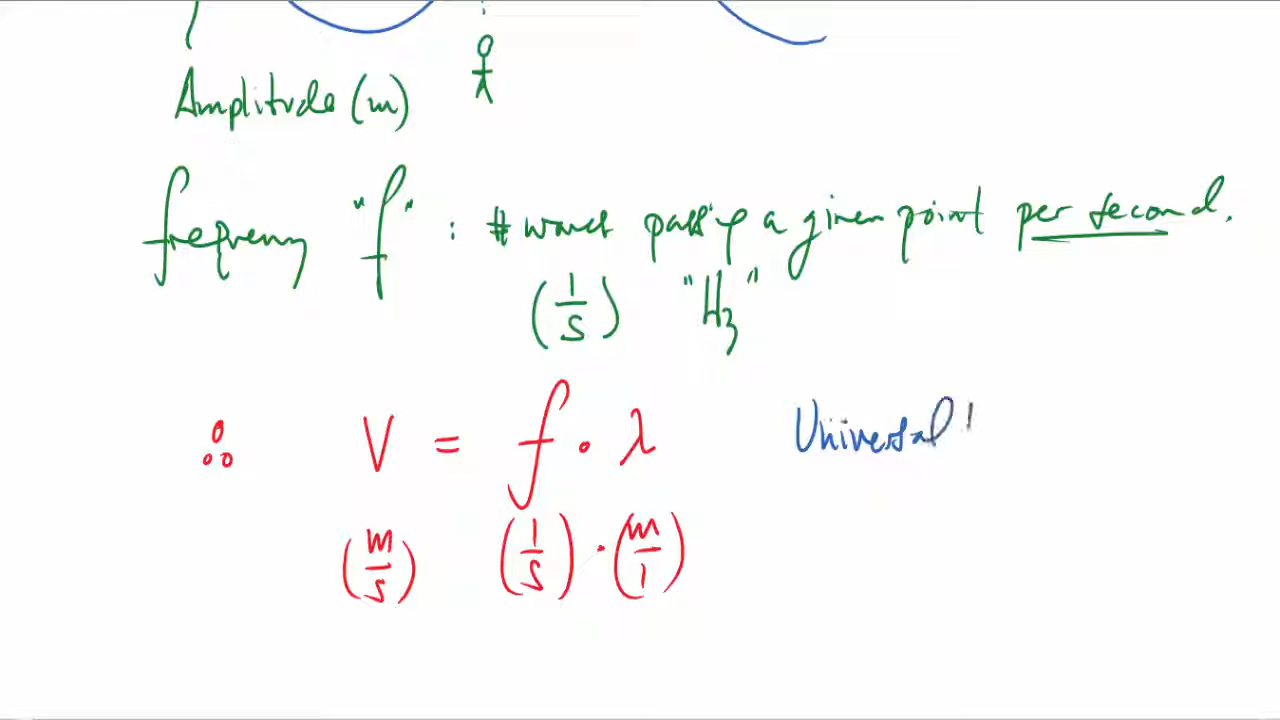 Amplitude (m)
frequency "f" : # waves passing a given point per second.
(1/s) "Hz"
∴ V = f • λ Universal
(m/s) (1/s) · (m/1)